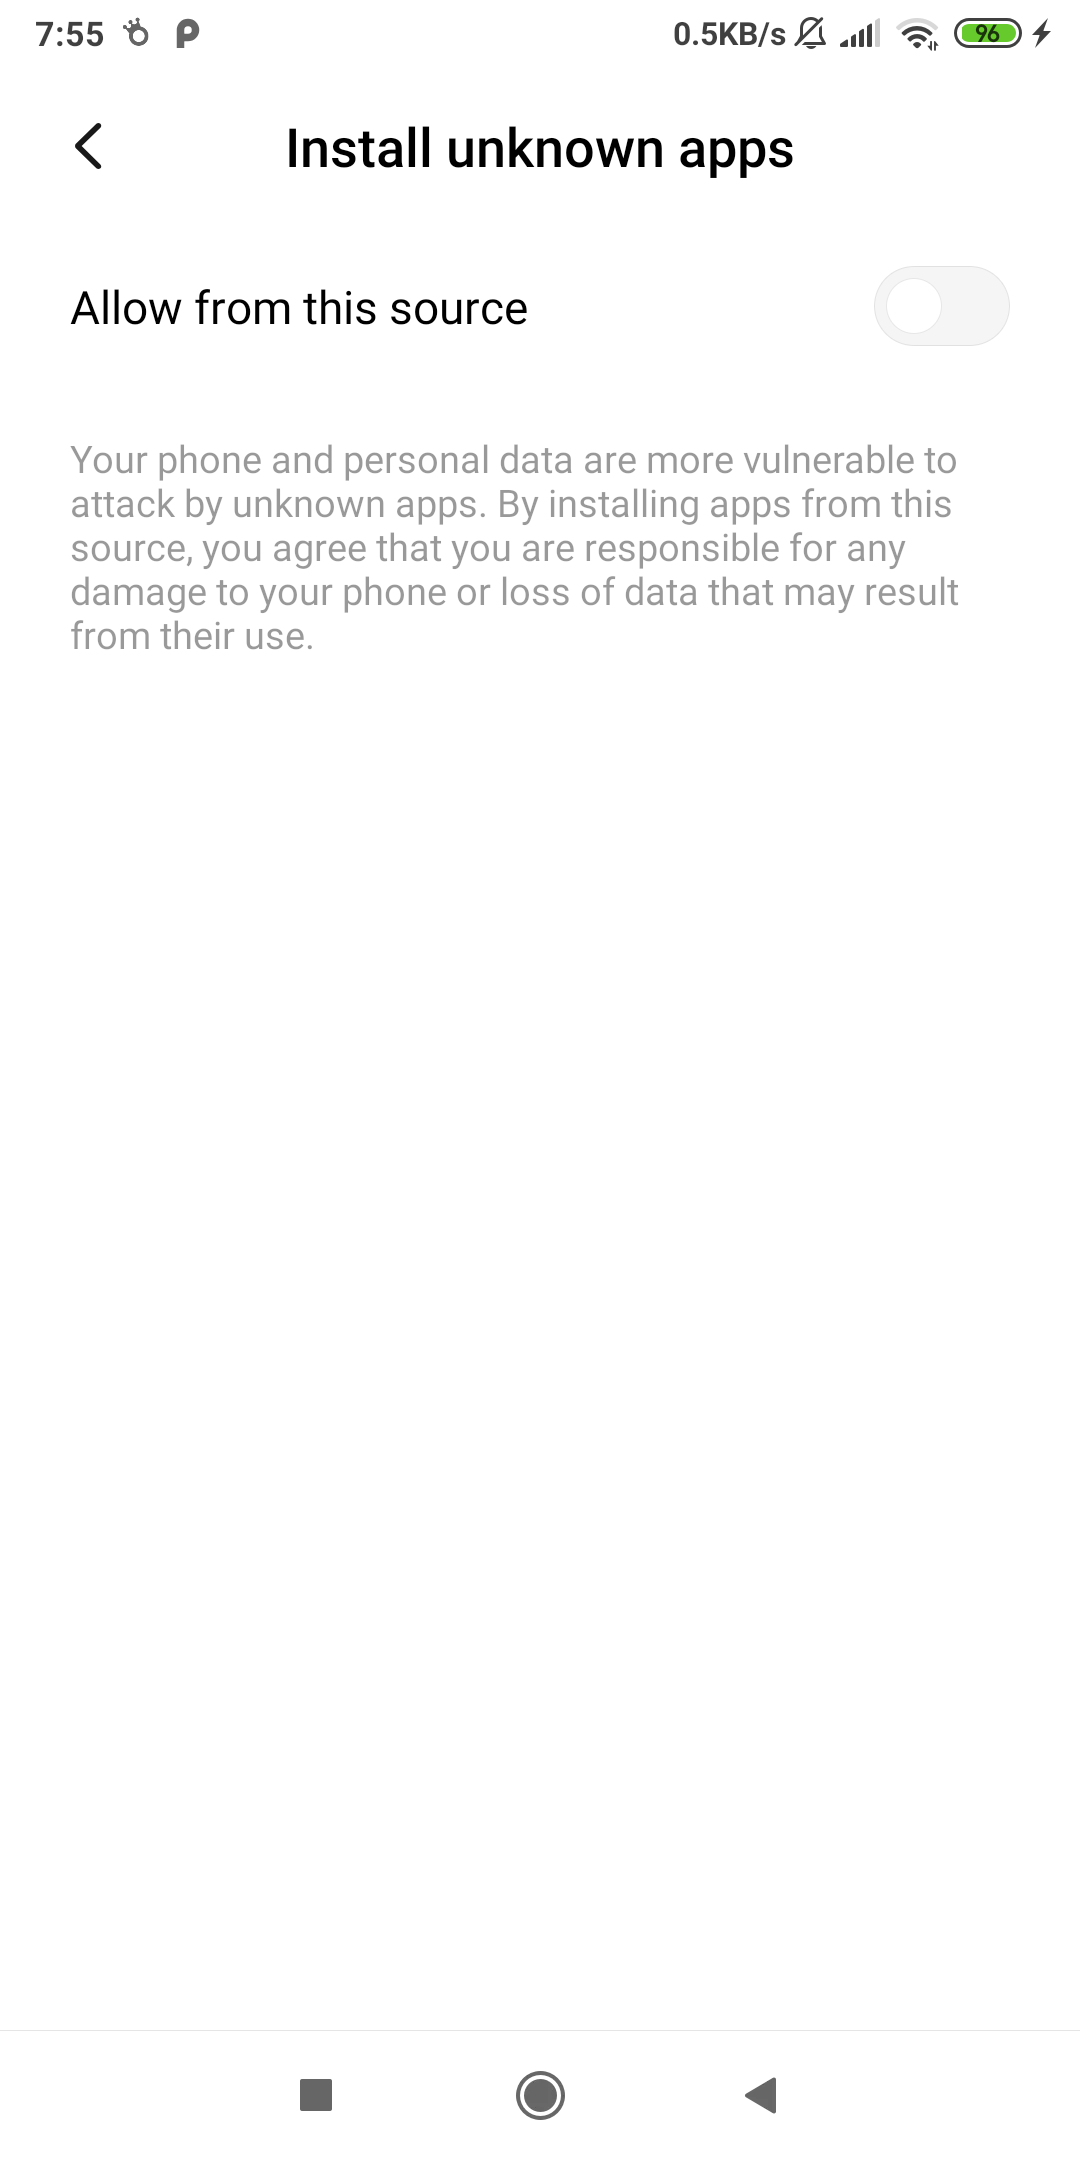 7:55 0.5KB/s 96
Install unknown apps
Allow from this source
Your phone and personal data are more vulnerable to
attack by unknown apps. By installing apps from this
source, you agree that you are responsible for any
damage to your phone or loss of data that may result
from their use.